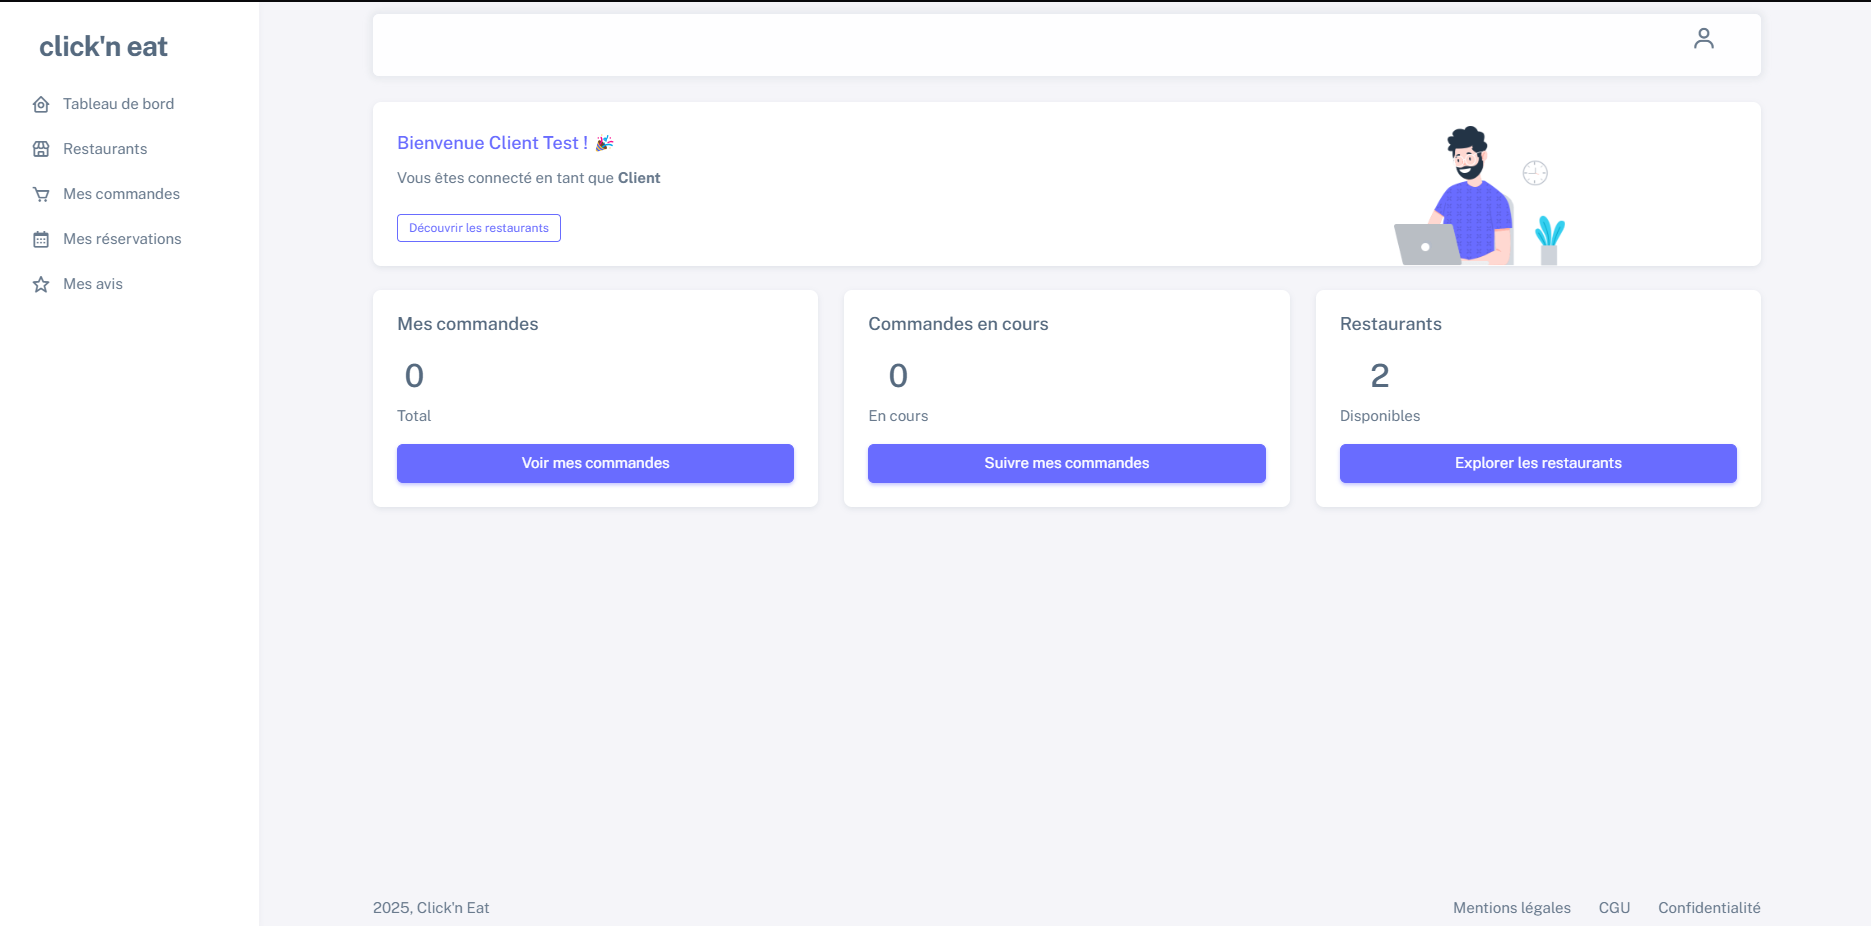 click'n eat
Tableau de bord
Restaurants
Mes commandes
Mes réservations
Mes avis
Bienvenue Client Test ! 🎉
Vous êtes connecté en tant que Client
Découvrir les restaurants
Mes commandes
0
Total
Voir mes commandes
Commandes en cours
0
En cours
Suivre mes commandes
Restaurants
2
Disponibles
Explorer les restaurants
2025, Click'n Eat
Mentions légales
CGU
Confidentialité